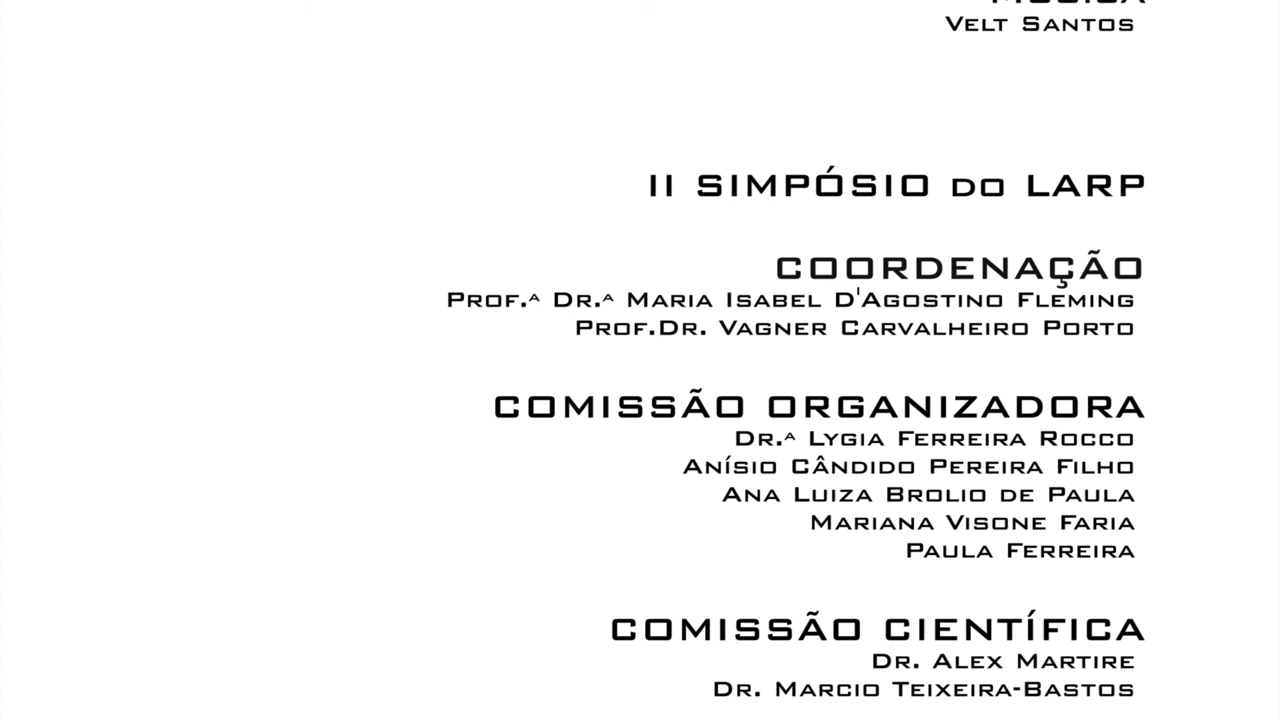 MÚSICA
VELT SANTOS
II SIMPÓSIO DO LARP
COORDENAÇÃO
PROF.ª DR.ª MARIA ISABEL D'AGOSTINO FLEMING
PROF.DR. VAGNER CARVALHEIRO PORTO
COMISSÃO ORGANIZADORA
DR.ª LYGIA FERREIRA ROCCO
ANÍSIO CÂNDIDO PEREIRA FILHO
ANA LUIZA BROLIO DE PAULA
MARIANA VISONE FARIA
PAULA FERREIRA
COMISSÃO CIENTÍFICA
DR. ALEX MARTIRE
DR. MARCIO TEIXEIRA-BASTOS